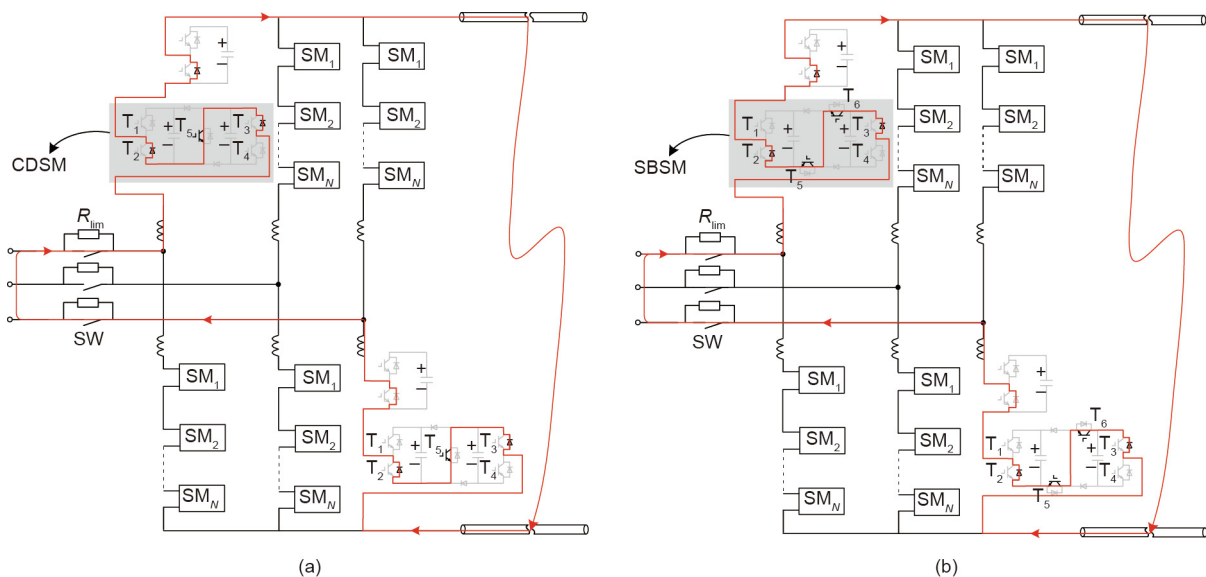 +
−
SM1 SM1
CDSM
T1 + T5 + T3
T2 − − T4
SM2 SM2
SMN SMN
Rlim
SW
SM1
SM2
SMN
SM1
SM2
SMN
+
−
T1 + T5 + T3
T2 − − T4
(a)
+
−
SM1 SM1
SBSM
T6
T1 + + T3
T2 − − T4
T5
SM2 SM2
SMN SMN
Rlim
SW
SM1
SM2
SMN
SM1
SM2
SMN
+
−
T6
T1 + + T3
T2 − − T4
T5
(b)